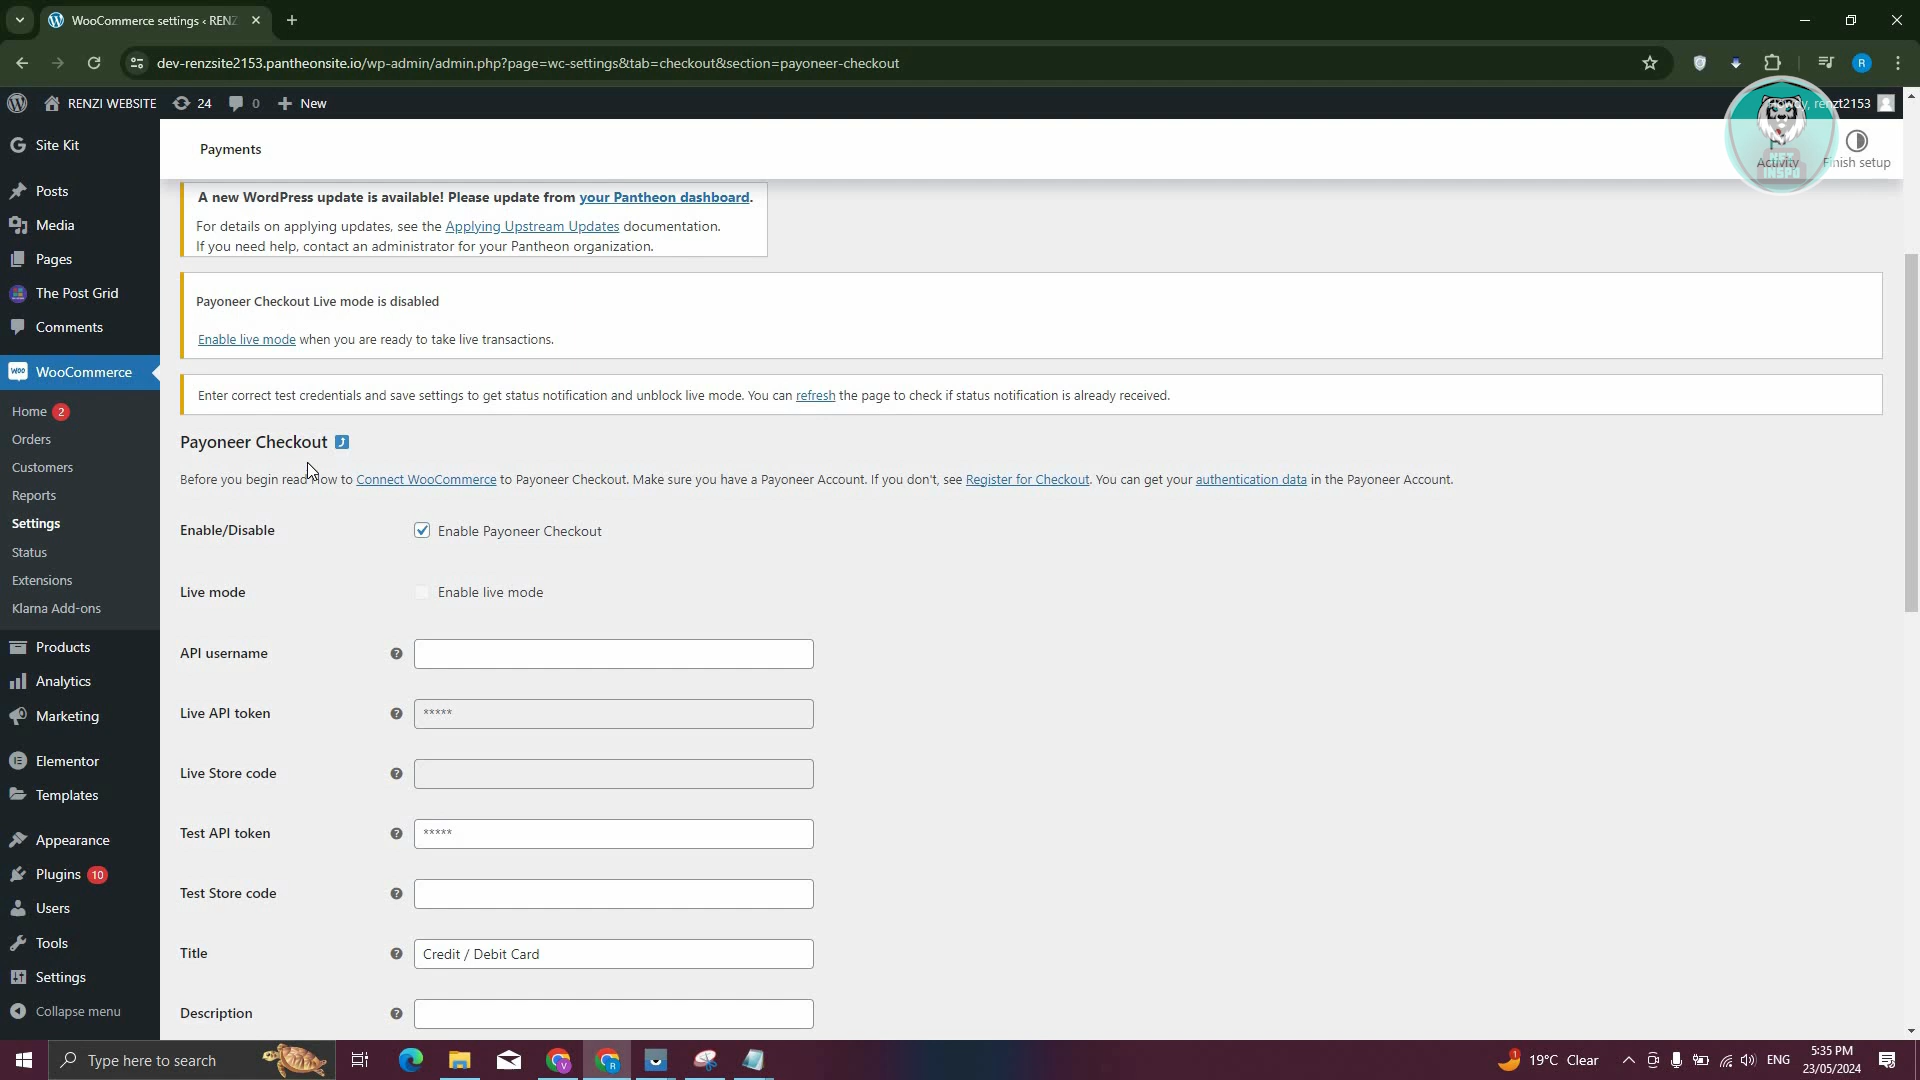 WooCommerce settings ‹ RENZ
dev-renzsite2153.pantheonsite.io/wp-admin/admin.php?page=wc-settings&tab=checkout&section=payoneer-checkout
R
RENZI WEBSITE 24 0 New
renzt2153
Site Kit
Posts
Media
Pages
The Post Grid
Comments
WooCommerce
Home 2
Orders
Customers
Reports
Settings
Status
Extensions
Klarna Add-ons
Products
Analytics
Marketing
Elementor
Templates
Appearance
Plugins 10
Users
Tools
Settings
Collapse menu
Payments
Activity
Finish setup
A new WordPress update is available! Please update from your Pantheon dashboard.
For details on applying updates, see the Applying Upstream Updates documentation.
If you need help, contact an administrator for your Pantheon organization.
Payoneer Checkout Live mode is disabled
Enable live mode when you are ready to take live transactions.
Enter correct test credentials and save settings to get status notification and unblock live mode. You can refresh the page to check if status notification is already received.
Payoneer Checkout
Before you begin read how to Connect WooCommerce to Payoneer Checkout. Make sure you have a Payoneer Account. If you don't, see Register for Checkout. You can get your authentication data in the Payoneer Account.
Enable/Disable Enable Payoneer Checkout
Live mode Enable live mode
API username
Live API token *****
Live Store code
Test API token *****
Test Store code
Title Credit / Debit Card
Description
Type here to search
1 19°C Clear
ENG
5:35 PM
23/05/2024